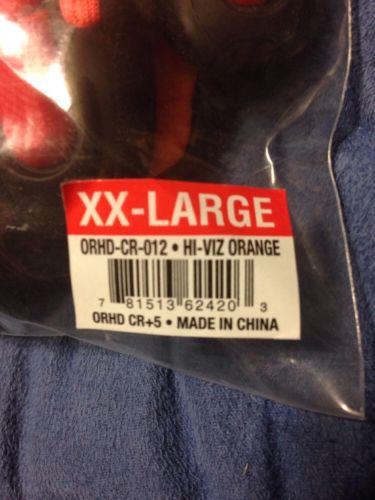 XX-LARGE
ORHD-CR-012 • HI-VIZ ORANGE
7 81513 62420 3
ORHD CR+5 • MADE IN CHINA